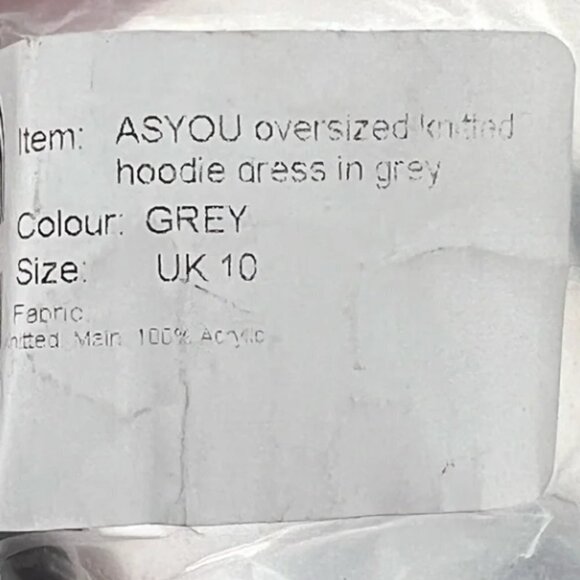 Item: ASYOU oversized knitted
hoodie dress in grey
Colour: GREY
Size: UK 10
Fabric
Main 100% Acrylic